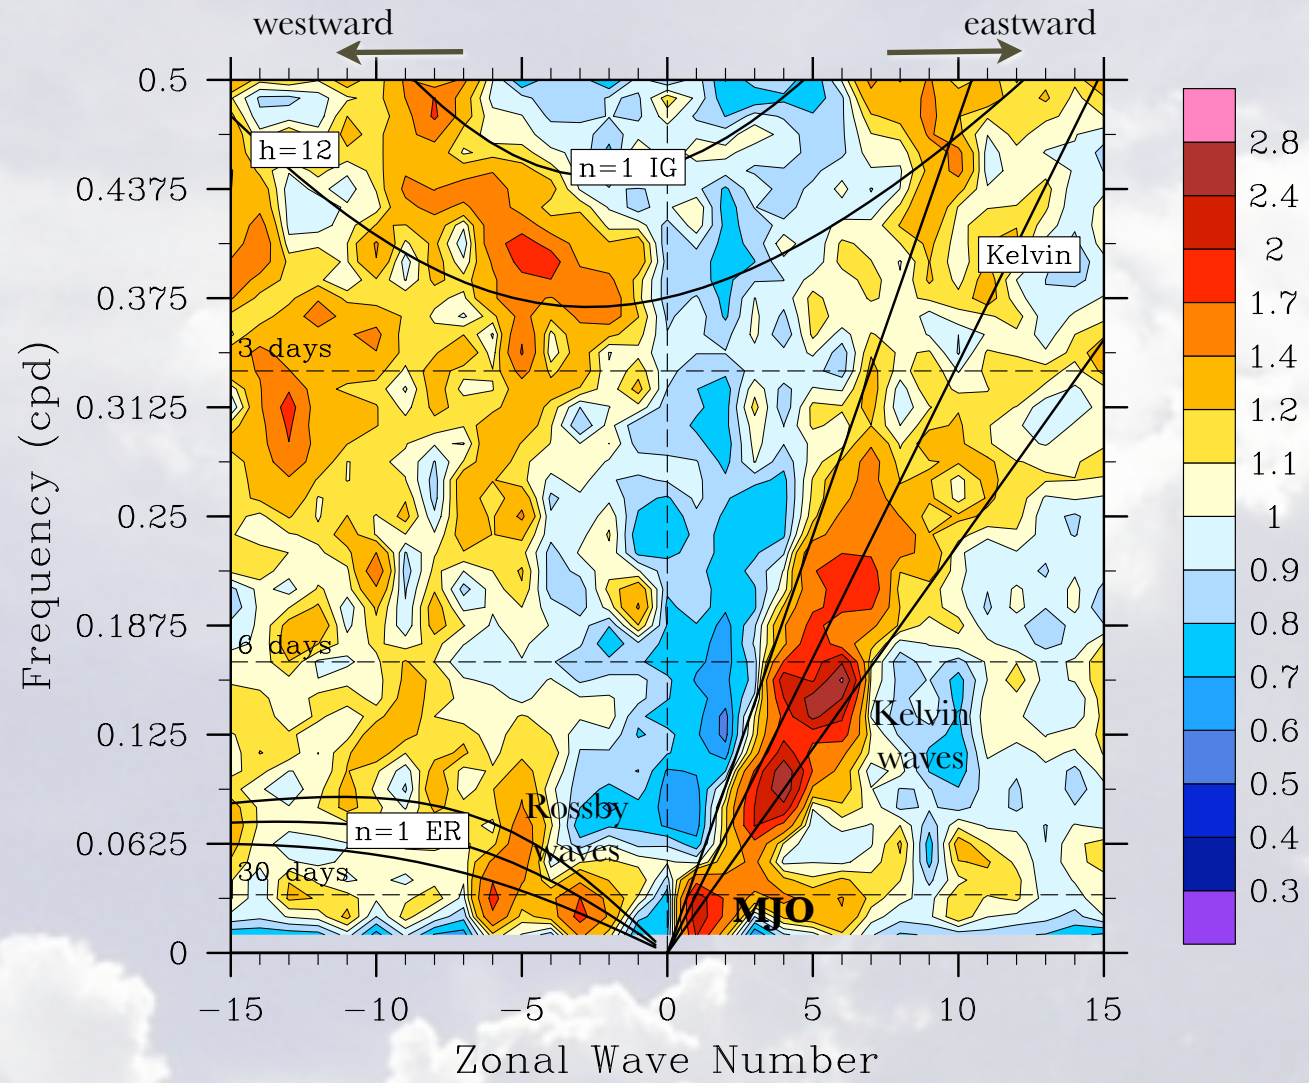 westward
eastward
0.5
0.4375
0.375
0.3125
0.25
0.1875
0.125
0.0625
0
Frequency (cpd)
h=12
n=1 IG
Kelvin
3 days
6 days
Kelvin
waves
Rossby
waves
n=1 ER
30 days
MJO
-15
-10
-5
0
5
10
15
Zonal Wave Number
2.8
2.4
2
1.7
1.4
1.2
1.1
1
0.9
0.8
0.7
0.6
0.5
0.4
0.3